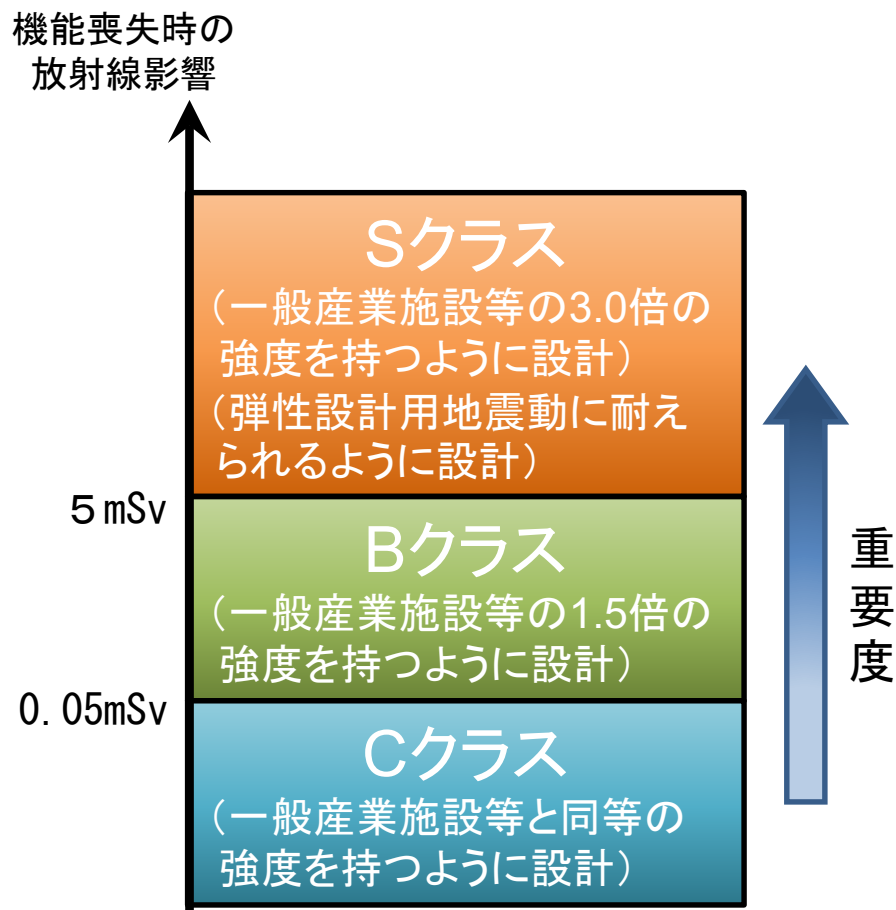 機能喪失時の
放射線影響
Sクラス
（一般産業施設等の3.0倍の
強度を持つように設計）
（弾性設計用地震動に耐え
られるように設計）
５mSv
Bクラス
（一般産業施設等の1.5倍の
強度を持つように設計）
0.05mSv
Cクラス
（一般産業施設等と同等の
強度を持つように設計）
重要度